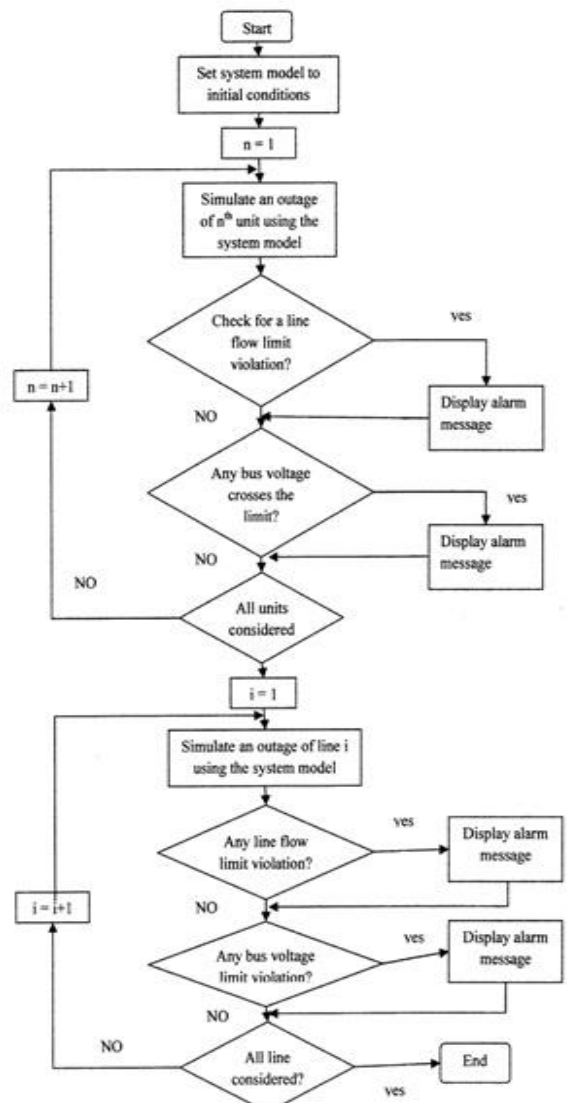 Start
Set system model to
initial conditions
n = 1
Simulate an outage
of nth unit using the
system model
Check for a line
flow limit
violation?
yes
n = n+1
Display alarm
message
NO
Any bus voltage
crosses the
limit?
yes
Display alarm
message
NO
NO
All units
considered
i = 1
Simulate an outage of line i
using the system model
Any line flow
limit violation?
yes
Display alarm
message
i = i+1
NO
Any bus voltage
limit violation?
yes
Display alarm
message
NO
NO
All line
considered?
End
yes